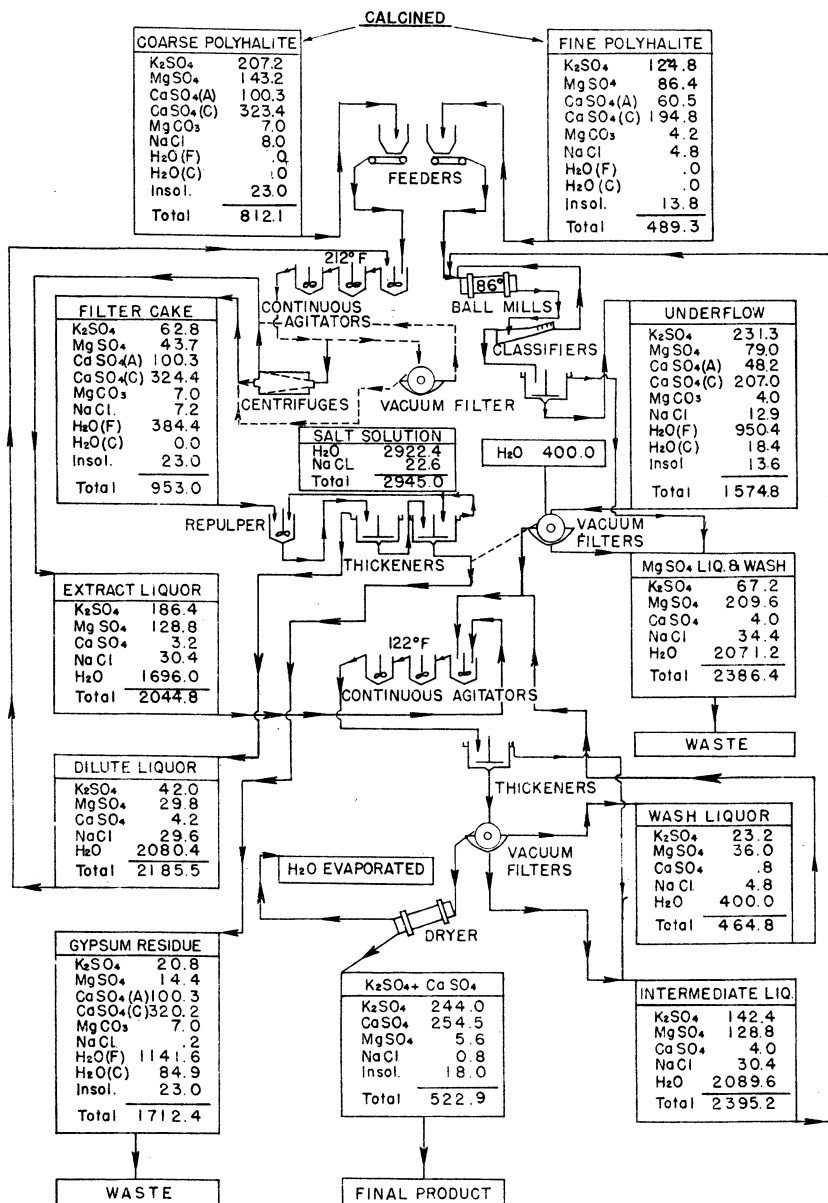 CALCINED
COARSE POLYHALITE
K₂SO₄ 207.2
MgSO₄ 143.2
CaSO₄(A) 100.3
CaSO₄(C) 323.4
MgCO₃ 7.0
NaCl 8.0
H₂O(F) .0
H₂O(C) .0
Insol. 23.0
Total 812.1
FINE POLYHALITE
K₂SO₄ 124.8
MgSO₄ 86.4
CaSO₄(A) 60.5
CaSO₄(C) 194.8
MgCO₃ 4.2
NaCl 4.8
H₂O(F) .0
H₂O(C) .0
Insol. 13.8
Total 489.3
FEEDERS
212° F
CONTINUOUS
AGITATORS
86°
BALL MILLS
CLASSIFIERS
FILTER CAKE
K₂SO₄ 62.8
MgSO₄ 43.7
CaSO₄(A) 100.3
CaSO₄(C) 324.4
MgCO₃ 7.0
NaCl. 7.2
H₂O(F) 384.4
H₂O(C) 0.0
Insol. 23.0
Total 953.0
CENTRIFUGES
VACUUM FILTER
UNDERFLOW
K₂SO₄ 231.3
MgSO₄ 79.0
CaSO₄(A) 48.2
CaSO₄(C) 207.0
MgCO₃ 4.0
NaCl 12.9
H₂O(F) 950.4
H₂O(C) 18.4
Insol 13.6
Total 1574.8
SALT SOLUTION
H₂O 2922.4
NaCL 22.6
Total 2945.0
H₂O 400.0
REPULPER
THICKENERS
VACUUM
FILTERS
MgSO₄ LIQ. & WASH
K₂SO₄ 67.2
MgSO₄ 209.6
CaSO₄ 4.0
NaCl 34.4
H₂O 2071.2
Total 2386.4
WASTE
EXTRACT LIQUOR
K₂SO₄ 186.4
MgSO₄ 128.8
CaSO₄ 3.2
NaCl 30.4
H₂O 1696.0
Total 2044.8
122°F
CONTINUOUS AGITATORS
THICKENERS
DILUTE LIQUOR
K₂SO₄ 42.0
MgSO₄ 29.8
CaSO₄ 4.2
NaCl 29.6
H₂O 2080.4
Total 2185.5
WASH LIQUOR
K₂SO₄ 23.2
MgSO₄ 36.0
CaSO₄ .8
NaCl 4.8
H₂O 400.0
Total 464.8
VACUUM
FILTERS
H₂O EVAPORATED
DRYER
GYPSUM RESIDUE
K₂SO₄ 20.8
MgSO₄ 14.4
CaSO₄(A) 100.3
CaSO₄(C) 320.2
MgCO₃ 7.0
NaCl .2
H₂O(F) 1141.6
H₂O(C) 84.9
Insol. 23.0
Total 1712.4
WASTE
K₂SO₄ + CaSO₄
K₂SO₄ 244.0
CaSO₄ 254.5
MgSO₄ 5.6
NaCl 0.8
Insol. 18.0
Total 522.9
FINAL PRODUCT
INTERMEDIATE LIQ.
K₂SO₄ 142.4
MgSO₄ 128.8
CaSO₄ 4.0
NaCl 30.4
H₂O 2089.6
Total 2395.2